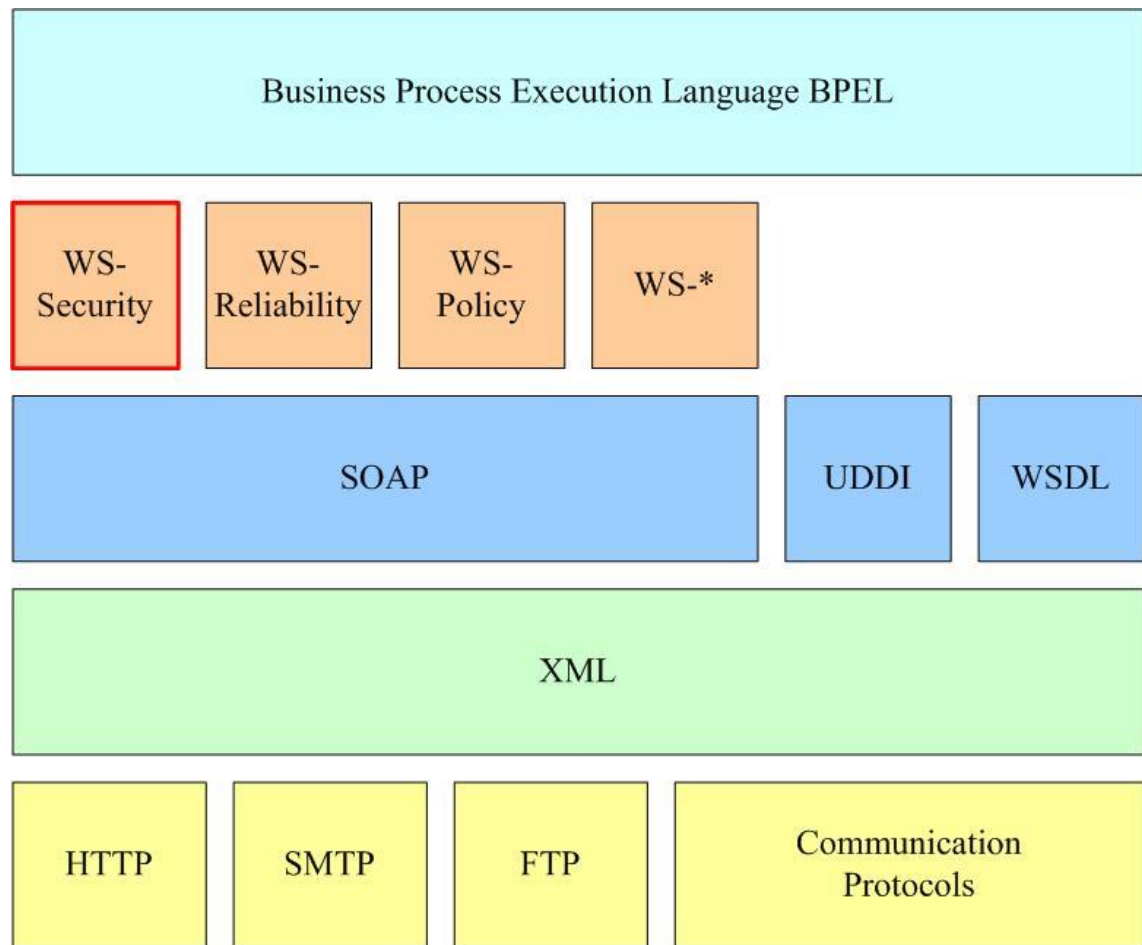 Business Process Execution Language BPEL
WS-
Security
WS-
Reliability
WS-
Policy
WS-*
SOAP
UDDI
WSDL
XML
HTTP
SMTP
FTP
Communication
Protocols